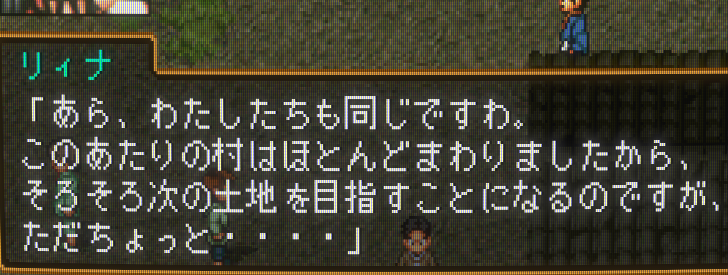 リィナ
「あら、わたしたちも同じですわ。
このあたりの村はほとんどまわりましたから、
そろそろ次の土地を目指すことになるのですが、
ただちょっと・・・・」